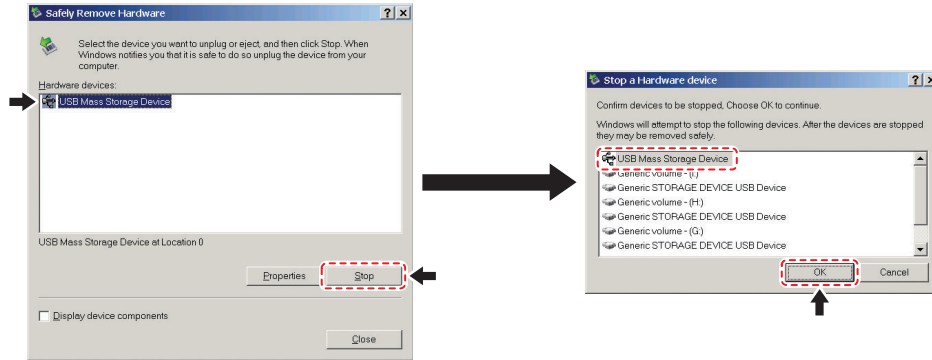 Safely Remove Hardware
Select the device you want to unplug or eject, and then click Stop. When
Windows notifies you that it is safe to do so unplug the device from your
computer.
Hardware devices:
USB Mass Storage Device
USB Mass Storage Device at Location 0
Properties
Stop
Display device components
Close
Stop a Hardware device
Confirm devices to be stopped, Choose OK to continue.
Windows will attempt to stop the following devices. After the devices are stopped
they may be removed safely.
USB Mass Storage Device
Generic volume - (I:)
Generic STORAGE DEVICE USB Device
Generic volume - (H:)
Generic STORAGE DEVICE USB Device
Generic volume - (G:)
Generic STORAGE DEVICE USB Device
OK
Cancel